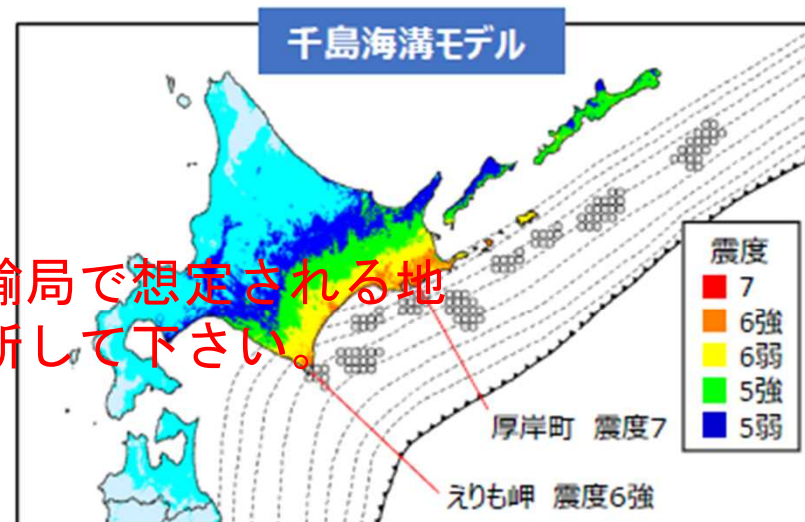 千島海溝モデル
輸局で想定される地
析して下さい。
震度
7
6強
6弱
5強
5弱
厚岸町 震度7
えりも岬 震度6強